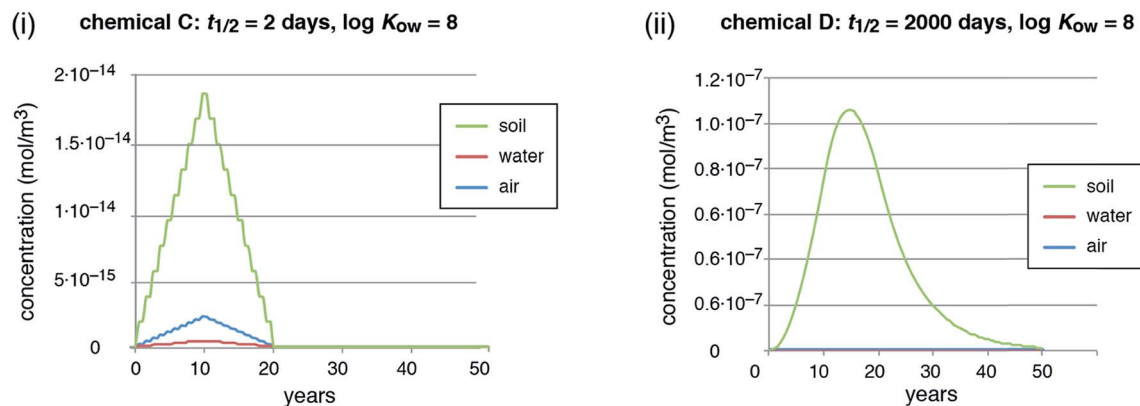 (i) chemical C: t1/2 = 2 days, log Kow = 8
2·10–14
1.5·10–14
1·10–14
5·10–15
0
concentration (mol/m3)
soil
water
air
0 10 20 30 40 50
years
(ii) chemical D: t1/2 = 2000 days, log Kow = 8
1.2·10–7
1.0·10–7
0.8·10–7
0.6·10–7
0.6·10–7
0.6·10–7
0
concentration (mol/m3)
soil
water
air
0 10 20 30 40 50
years